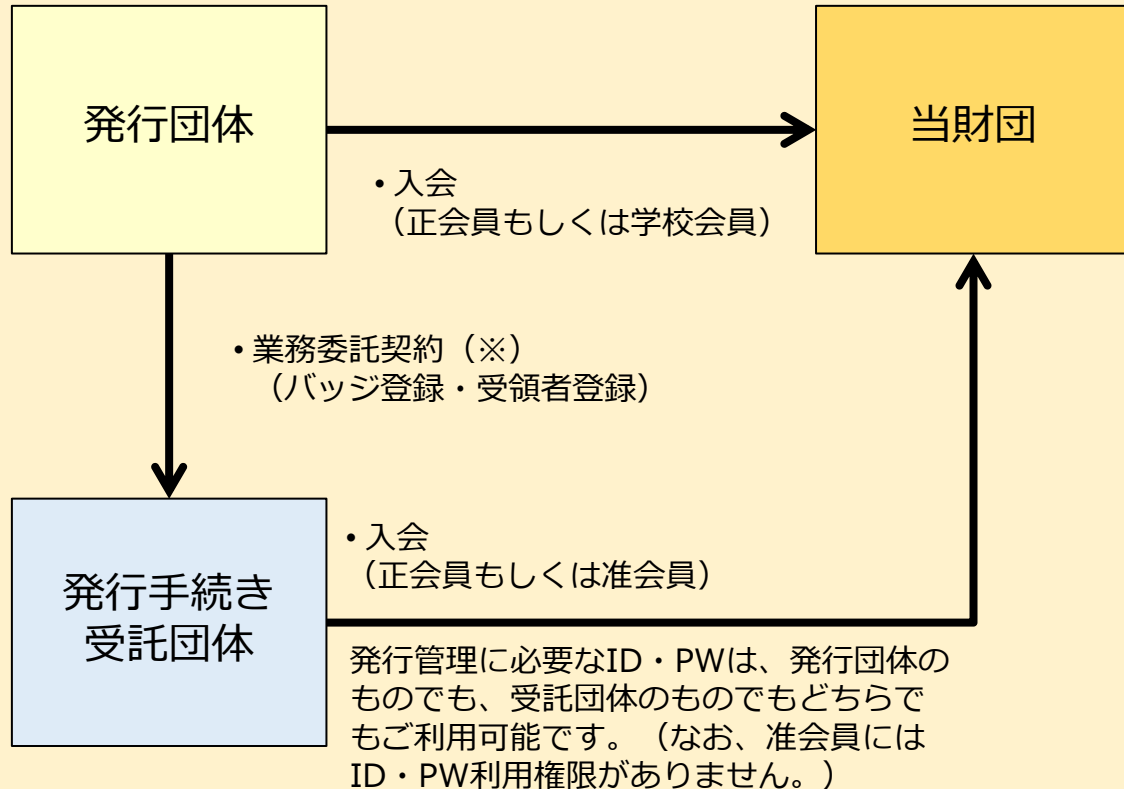 発行団体
当財団
• 入会
（正会員もしくは学校会員）
• 業務委託契約（※）
（バッジ登録・受領者登録）
発行手続き
受託団体
• 入会
（正会員もしくは准会員）
発行管理に必要なID・PWは、発行団体の
ものでも、受託団体のものでもどちらで
もご利用可能です。（なお、准会員には
ID・PW利用権限がありません。）